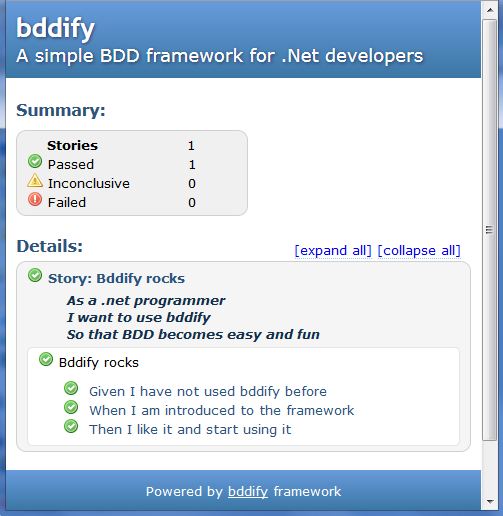 bddify
A simple BDD framework for .Net developers
Summary:
Stories 1
Passed 1
Inconclusive 0
Failed 0
Details:
[expand all] [collapse all]
Story: Bddify rocks
As a .net programmer
I want to use bddify
So that BDD becomes easy and fun
Bddify rocks
Given I have not used bddify before
When I am introduced to the framework
Then I like it and start using it
Powered by bddify framework